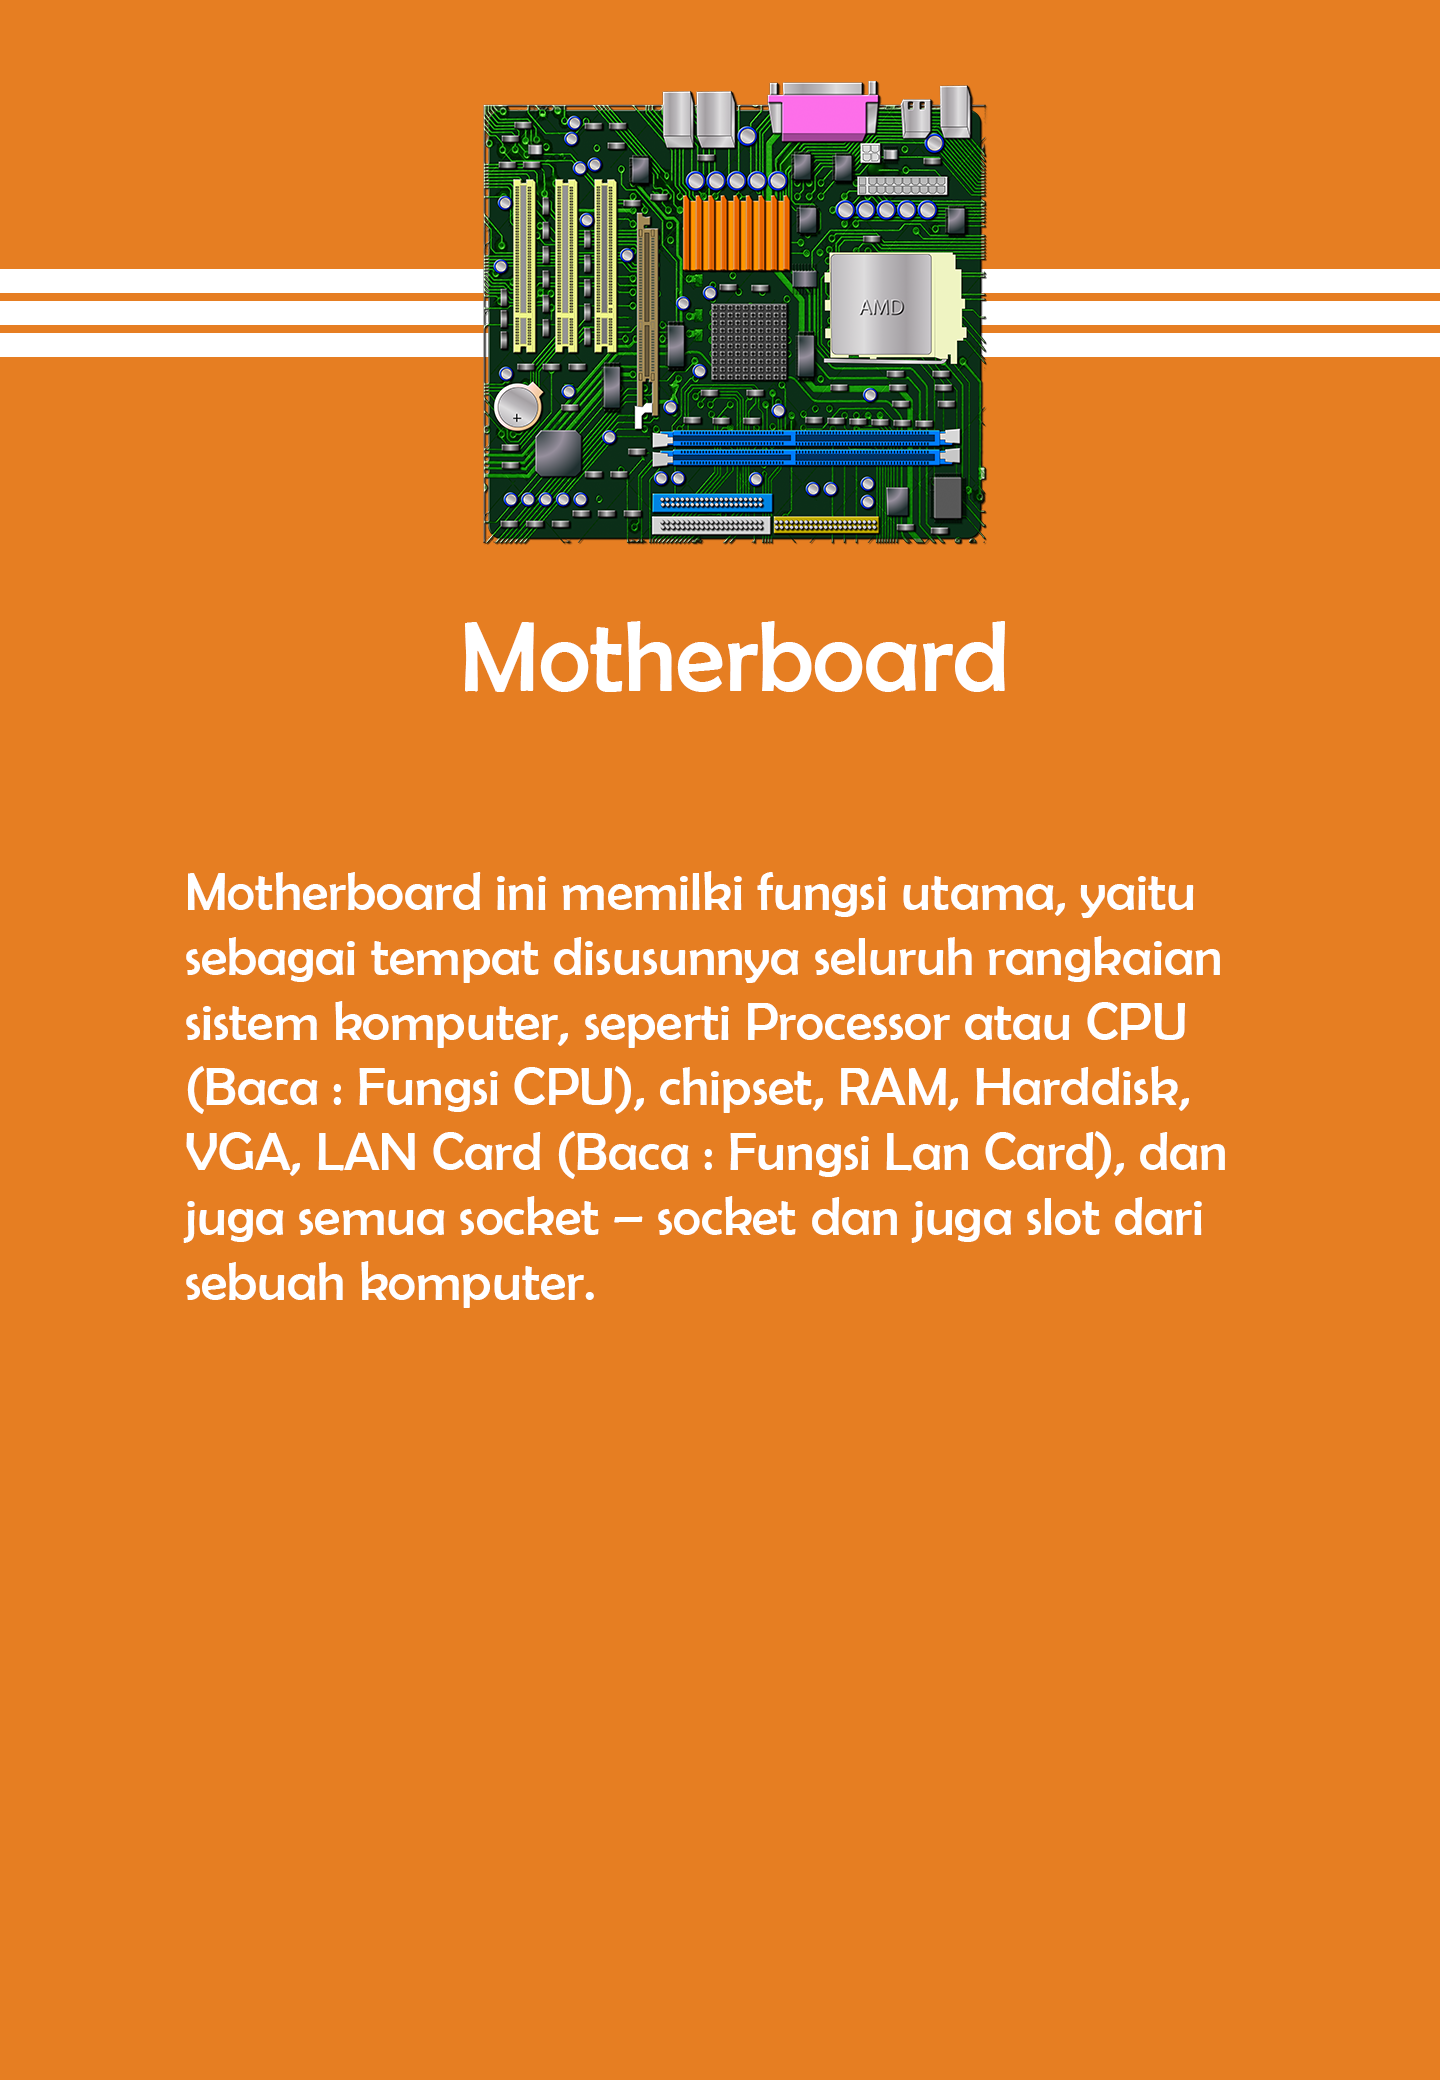 AMD
+
Motherboard
Motherboard ini memilki fungsi utama, yaitu
sebagai tempat disusunnya seluruh rangkaian
sistem komputer, seperti Processor atau CPU
(Baca : Fungsi CPU), chipset, RAM, Harddisk,
VGA, LAN Card (Baca : Fungsi Lan Card), dan
juga semua socket – socket dan juga slot dari
sebuah komputer.